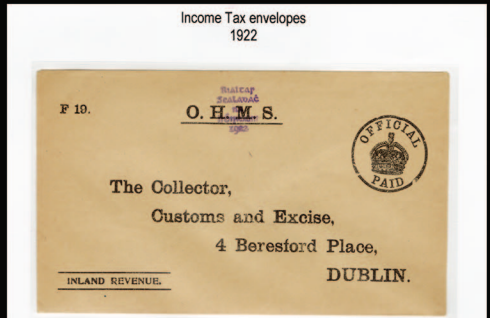 Income Tax envelopes
1922
F 19.
O. H. M. S.
OFFICIAL
PAID
The Collector,
Customs and Excise,
4 Beresford Place,
DUBLIN.
INLAND REVENUE.